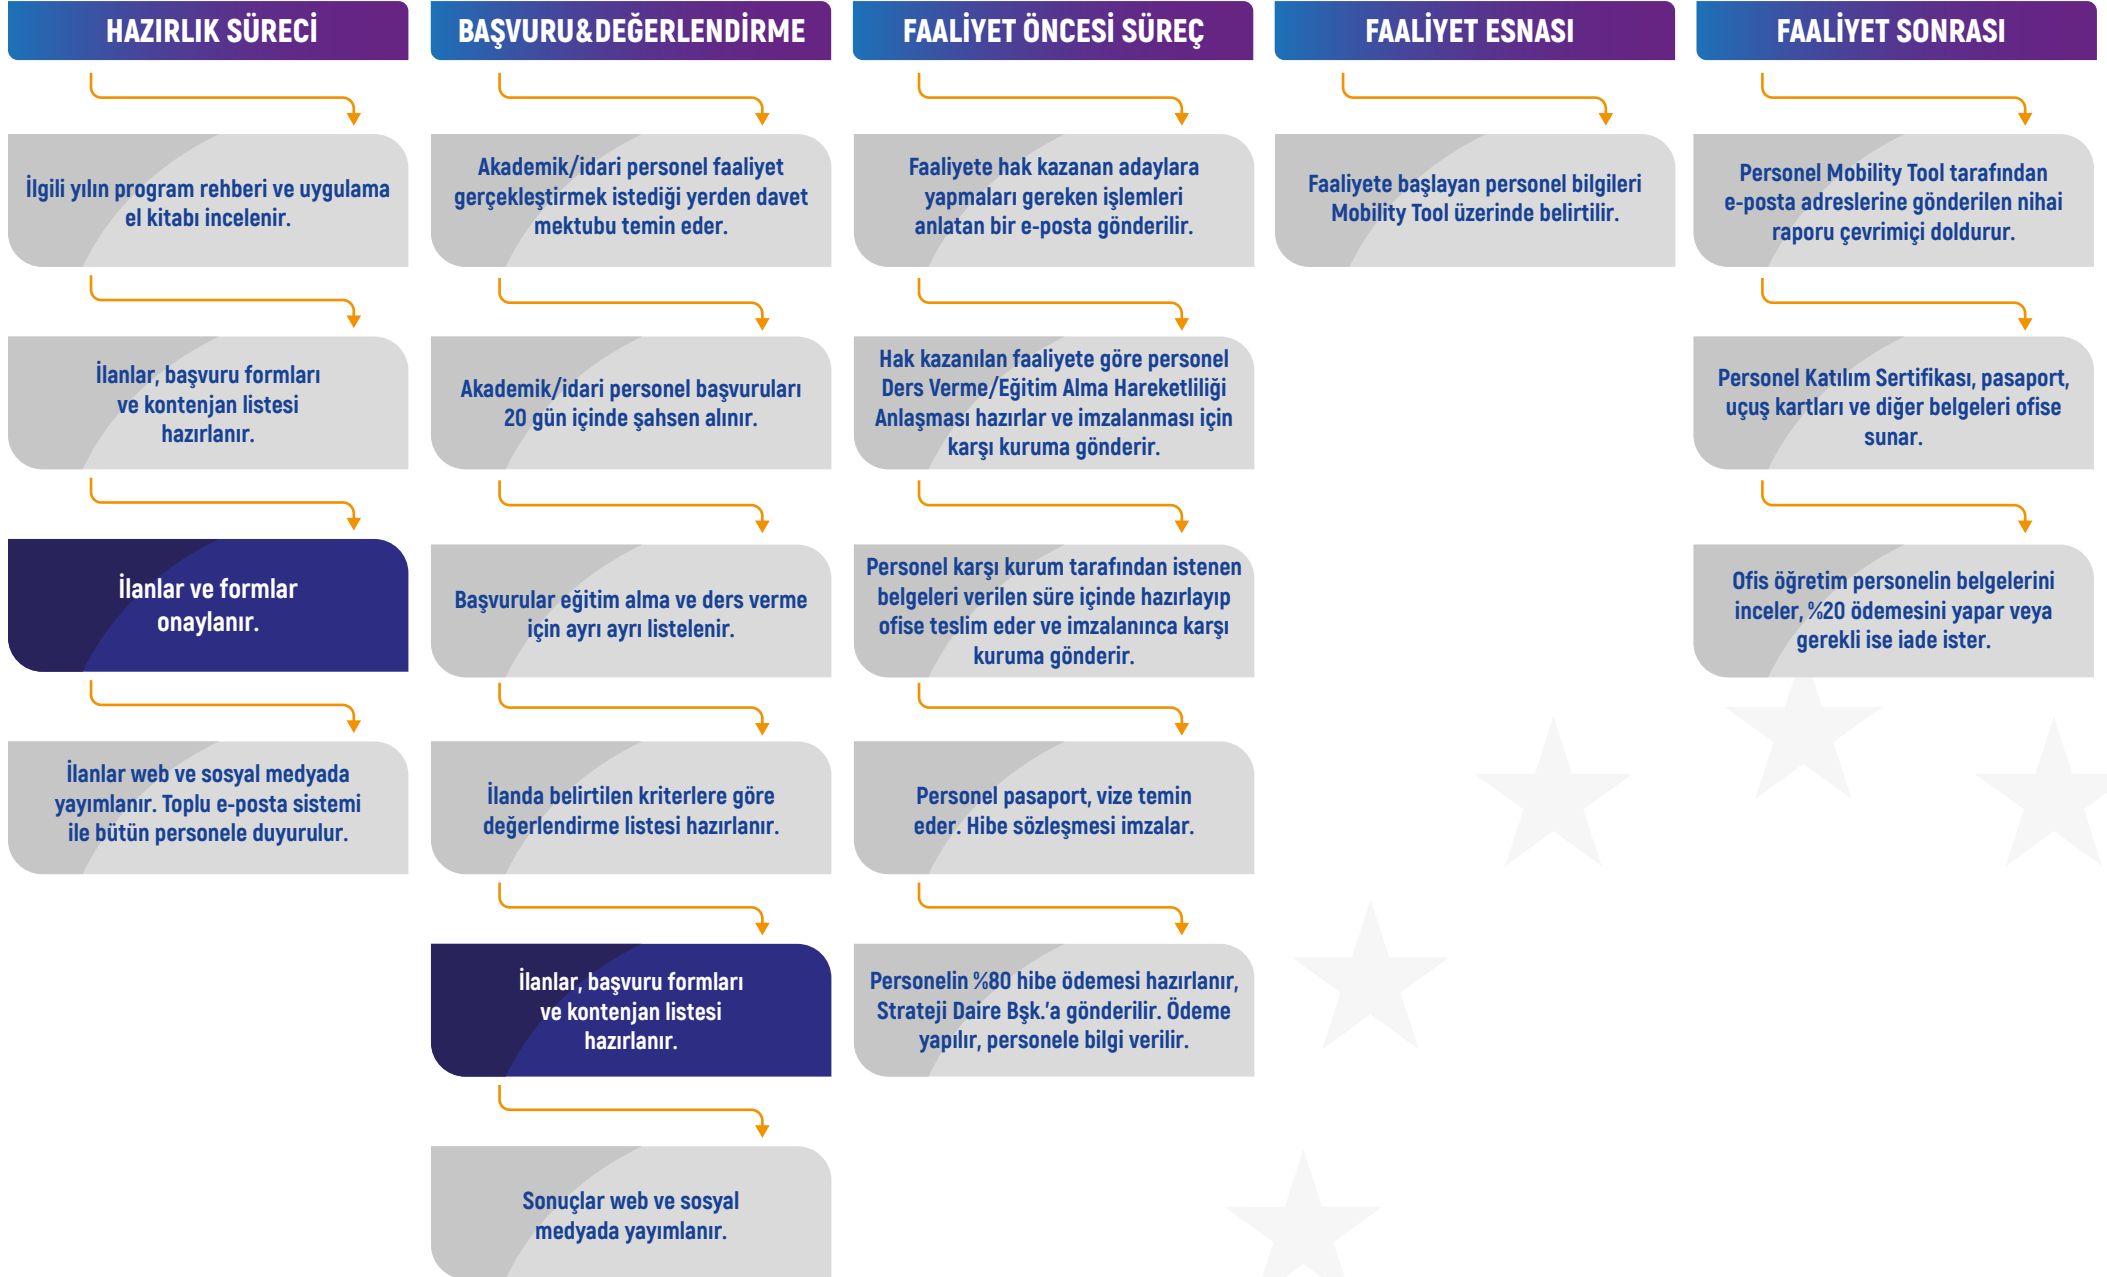 HAZIRLIK SÜRECİ
İlgili yılın program rehberi ve uygulama
el kitabı incelenir.
İlanlar, başvuru formları
ve kontenjan listesi
hazırlanır.
İlanlar ve formlar
onaylanır.
İlanlar web ve sosyal medyada
yayımlanır. Toplu e-posta sistemi
ile bütün personele duyurulur.
BAŞVURU&DEĞERLENDİRME
Akademik/idari personel faaliyet
gerçekleştirmek istediği yerden davet
mektubu temin eder.
Akademik/idari personel başvuruları
20 gün içinde şahsen alınır.
Başvurular eğitim alma ve ders verme
için ayrı ayrı listelenir.
İlanda belirtilen kriterlere göre
değerlendirme listesi hazırlanır.
İlanlar, başvuru formları
ve kontenjan listesi
hazırlanır.
Sonuçlar web ve sosyal
medyada yayımlanır.
FAALİYET ÖNCESİ SÜREÇ
Faaliyete hak kazanan adaylara
yapmaları gereken işlemleri
anlatan bir e-posta gönderilir.
Hak kazanılan faaliyete göre personel
Ders Verme/Eğitim Alma Hareketliliği
Anlaşması hazırlar ve imzalanması için
karşı kuruma gönderir.
Personel karşı kurum tarafından istenen
belgeleri verilen süre içinde hazırlayıp
ofise teslim eder ve imzalanınca karşı
kuruma gönderir.
Personel pasaport, vize temin
eder. Hibe sözleşmesi imzalar.
Personelin %80 hibe ödemesi hazırlanır,
Strateji Daire Bşk.’a gönderilir. Ödeme
yapılır, personele bilgi verilir.
FAALİYET ESNASI
Faaliyete başlayan personel bilgileri
Mobility Tool üzerinde belirtilir.
FAALİYET SONRASI
Personel Mobility Tool tarafından
e-posta adreslerine gönderilen nihai
raporu çevrimiçi doldurur.
Personel Katılım Sertifikası, pasaport,
uçuş kartları ve diğer belgeleri ofise
sunar.
Ofis öğretim personelin belgelerini
inceler, %20 ödemesini yapar veya
gerekli ise iade ister.